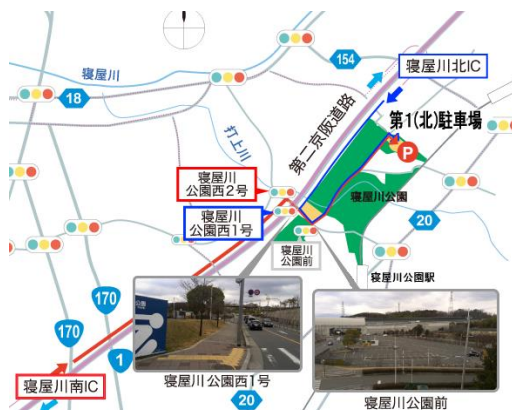 154
寝屋川北IC
寝屋川
18
第二京阪道路
第1(北)駐車場
打上川
P
寝屋川
公園西2号
寝屋川公園
寝屋川
公園西1号
20
寝屋川
公園前
寝屋川公園駅
170
170
1
寝屋川南IC
寝屋川公園西1号
寝屋川公園前
20